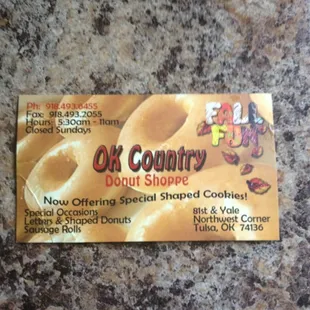 Ph: 918.493.6455
Fax: 918.493.2055
Hours: 5:30am - 11am
Closed Sundays
FALL
FUN
OK Country
Donut Shoppe
Now Offering Special Shaped Cookies!
Special Occasions
Letters & Shaped Donuts
Sausage Rolls
81st & Yale
Northwest Corner
Tulsa, OK 74136